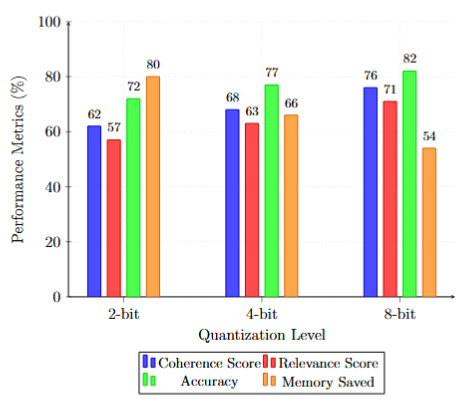 100
80
60
40
20
0
Performance Metrics (%)
62 57 72 80
68 63 77 66
76 71 82 54
2-bit 4-bit 8-bit
Quantization Level
Coherence Score Relevance Score
Accuracy Memory Saved